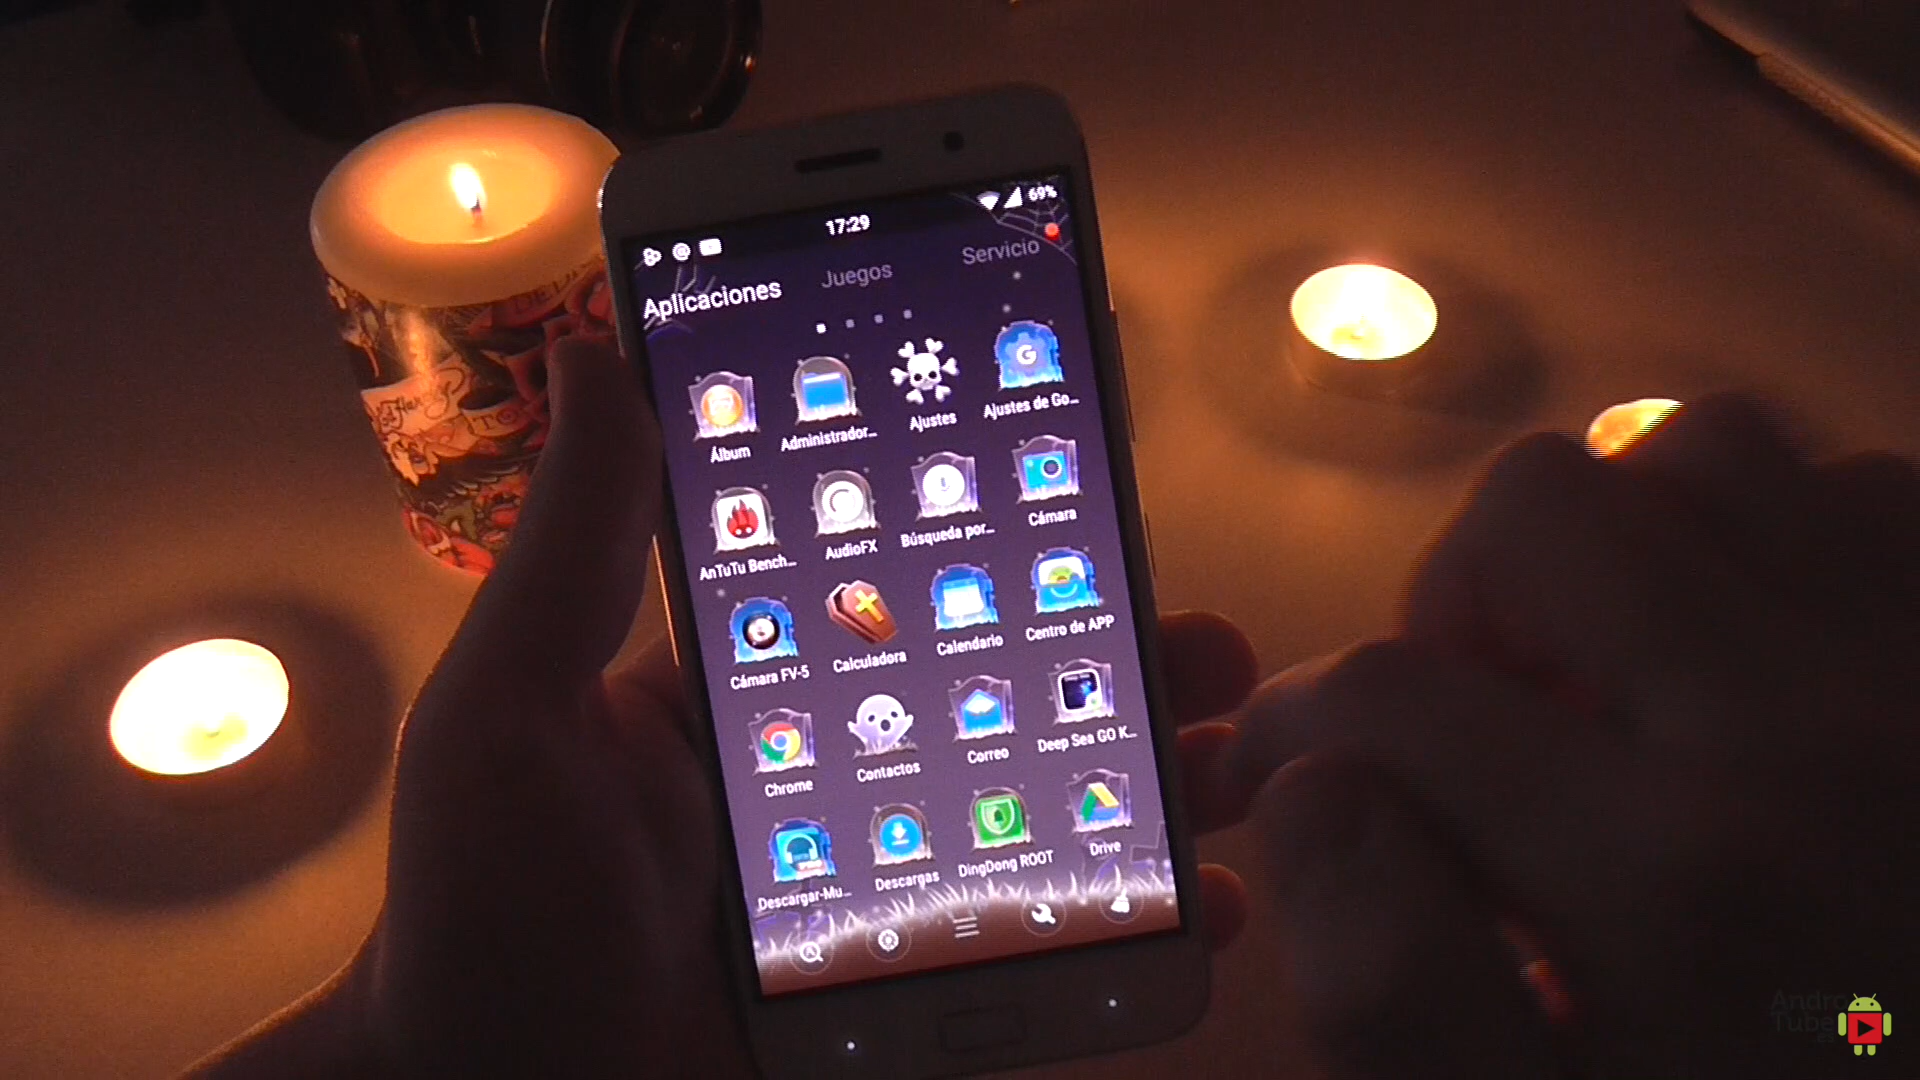 17:29
69%
Aplicaciones
Juegos
Servicio
Álbum
Administrador...
Ajustes
Ajustes de Go...
AnTuTu Bench...
AudioFX
Búsqueda por...
Cámara
Cámara FV-5
Calculadora
Calendario
Centro de APP
Chrome
Contactos
Correo
Deep Sea GO K...
Descargar-Mu...
Descargas
DingDong ROOT
Drive
Andro
Tube